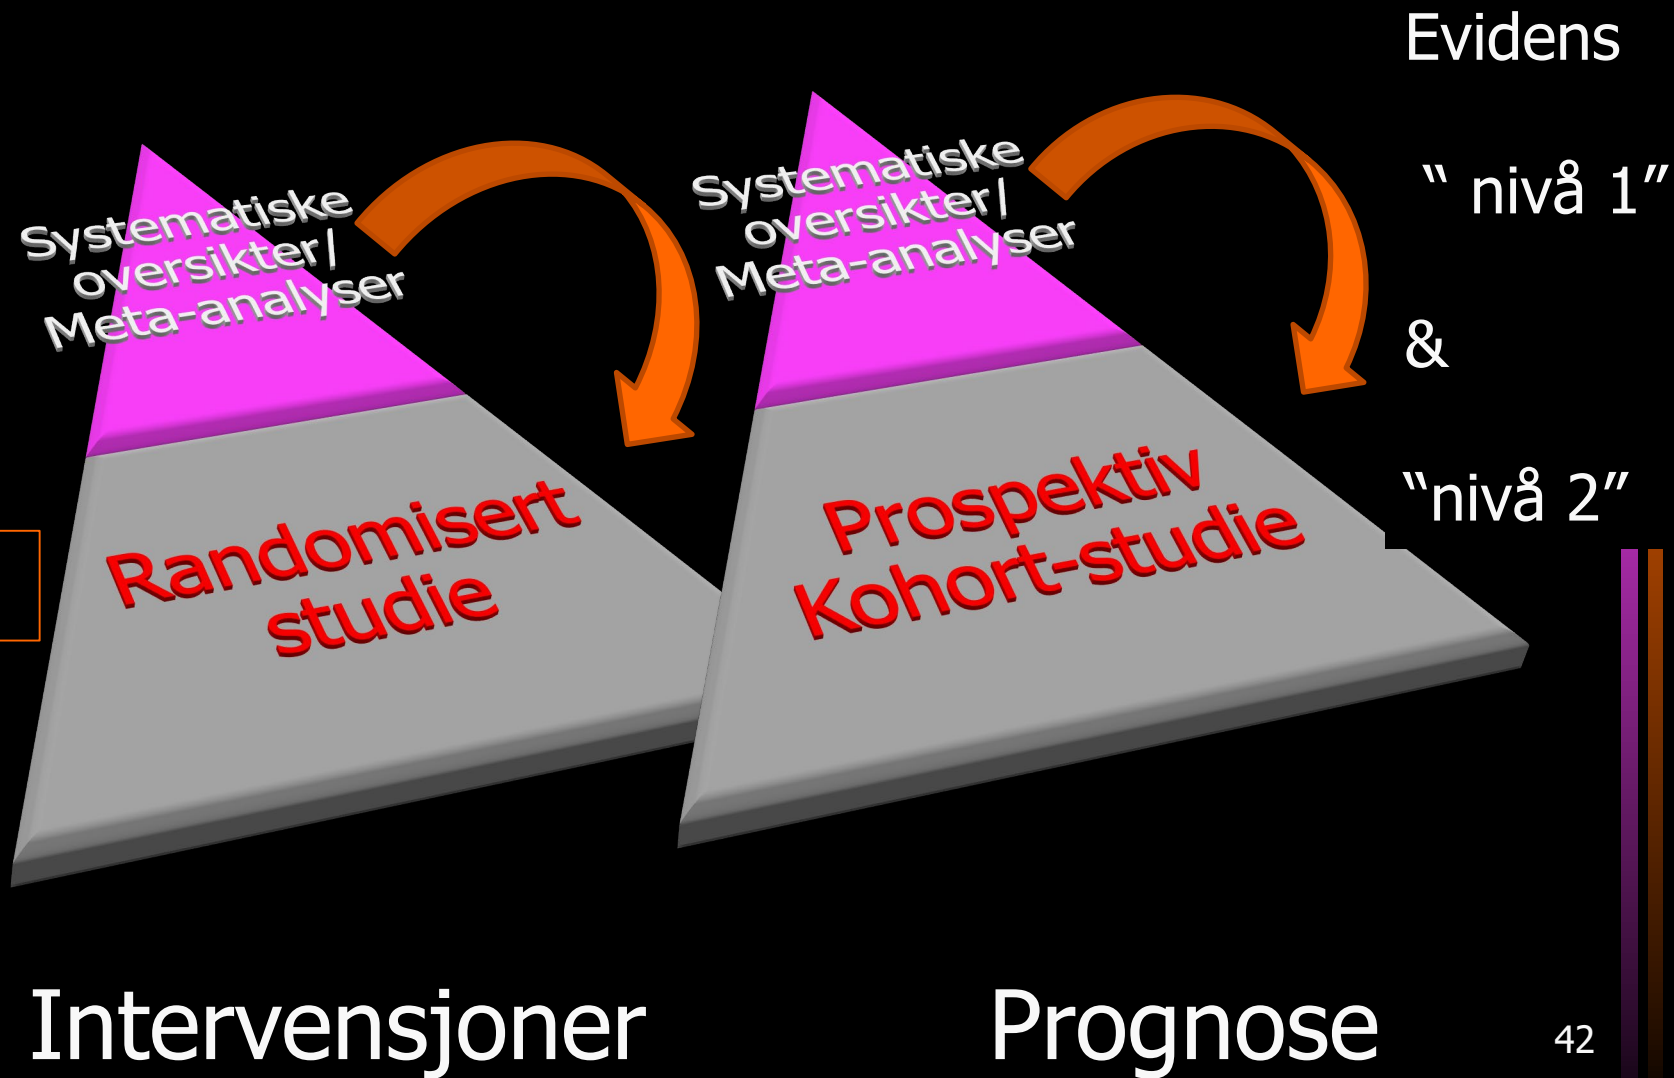 Evidens
“ nivå 1”
&
“nivå 2”
Systematiske
oversikter/
Meta-analyser
Randomisert
studie
Systematiske
oversikter/
Meta-analyser
Prospektiv
Kohort-studie
Intervensjoner
Prognose
42